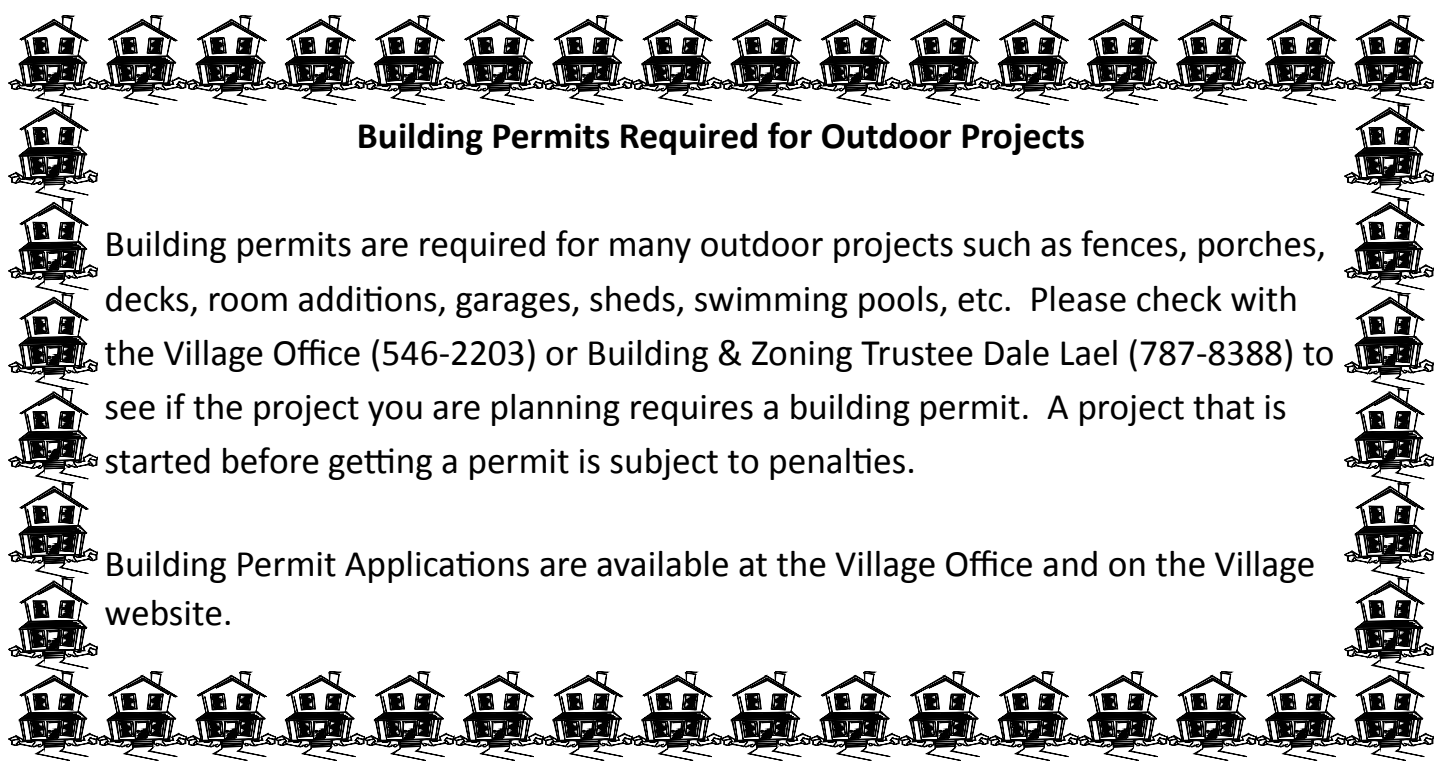 Building Permits Required for Outdoor Projects
Building permits are required for many outdoor projects such as fences, porches,
decks, room additions, garages, sheds, swimming pools, etc.  Please check with
the Village Office (546-2203) or Building & Zoning Trustee Dale Lael (787-8388) to
see if the project you are planning requires a building permit.  A project that is
started before getting a permit is subject to penalties.
Building Permit Applications are available at the Village Office and on the Village
website.